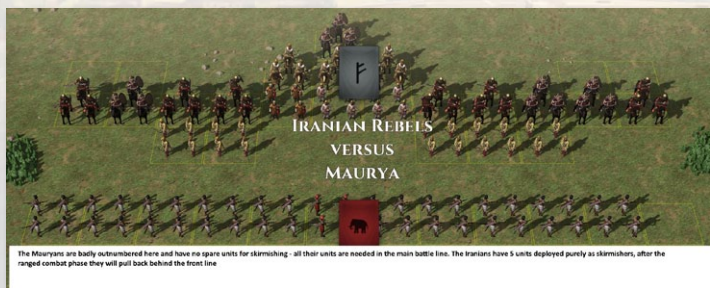 IRANIAN REBELS
VERSUS
MAURYA
The Mauryans are badly outnumbered here and have no spare units for skirmishing - all their units are needed in the main battle line. The Iranians have 5 units deployed purely as skirmishers, after the
ranged combat phase they will pull back behind the front line